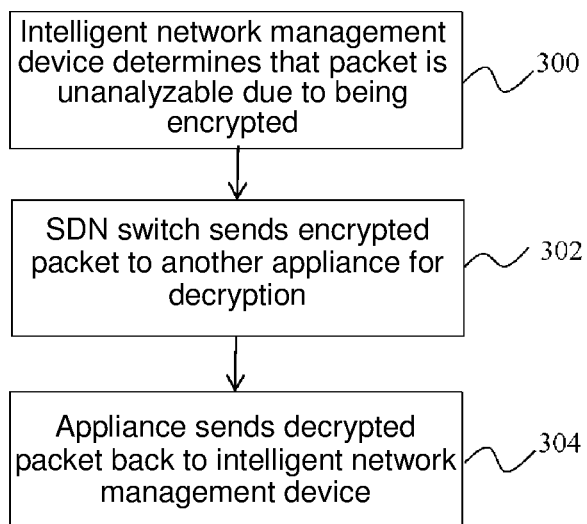 Intelligent network management
device determines that packet is
unanalyzable due to being
encrypted
300
SDN switch sends encrypted
packet to another appliance for
decryption
302
Appliance sends decrypted
packet back to intelligent network
management device
304